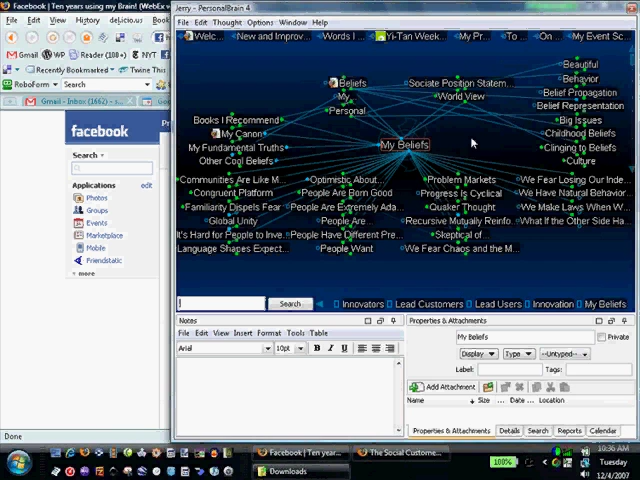 Facebook | Ten years using my Brain! (WebEx
File Edit View History
del.icio.us
Gmail WP Reader (100+) NYT
Recently Bookmarked Twine This
RoboForm Search
Gmail - Inbox (1662) -
facebook
Search
Applications edit
Photos
Groups
Events
Marketplace
Mobile
Friendistic
more
Done
Jerry - PersonalBrain 4
File Edit Thought Options Window Help
Welc... New and Improv... Words I ... Yi-Tan Week... My Pr... To ... On ... My Event Sc...
Beliefs
My
Personal
Sociate Position Statem...
World View
Beautiful
Behavior
Belief Propagation
Belief Representation
Big Issues
Childhood Beliefs
Clinging to Beliefs
Culture
Books I Recommend
My Canon
My Fundamental Truths
Other Cool Beliefs
My Beliefs
Communities Are Like M...
Congruent Platform
Familiarity Dispels Fear
Global Unity
It's Hard for People to Inve...
Language Shapes Expect...
Optimistic About...
People Are Born Good
People Are Extremely Ada...
People Are ...
People Have Different Pre...
People Want
Problem Markets
Progress Is Cyclical
Quaker Thought
Recursive Mutually Reinfo...
Skeptical of...
We Fear Chaos and the M...
We Fear Losing Our Inde...
We Have Natural Behavior...
We Make Laws When W...
What If the Other Side Ha...
Search Innovators Lead Customers Lead Users Innovation My Beliefs
Notes
File Edit View Insert Format Tools Table
Arial 10pt B I U
Properties & Attachments
My Beliefs Private
Display Type --Untyped--
Label: Tags:
Add Attachment
Name Size ... Date ... Location
Properties & Attachments Details Search Reports Calendar
Facebook | Ten year... The Social Custome...
Downloads
100%
10:36 AM
Tuesday
12/4/2007